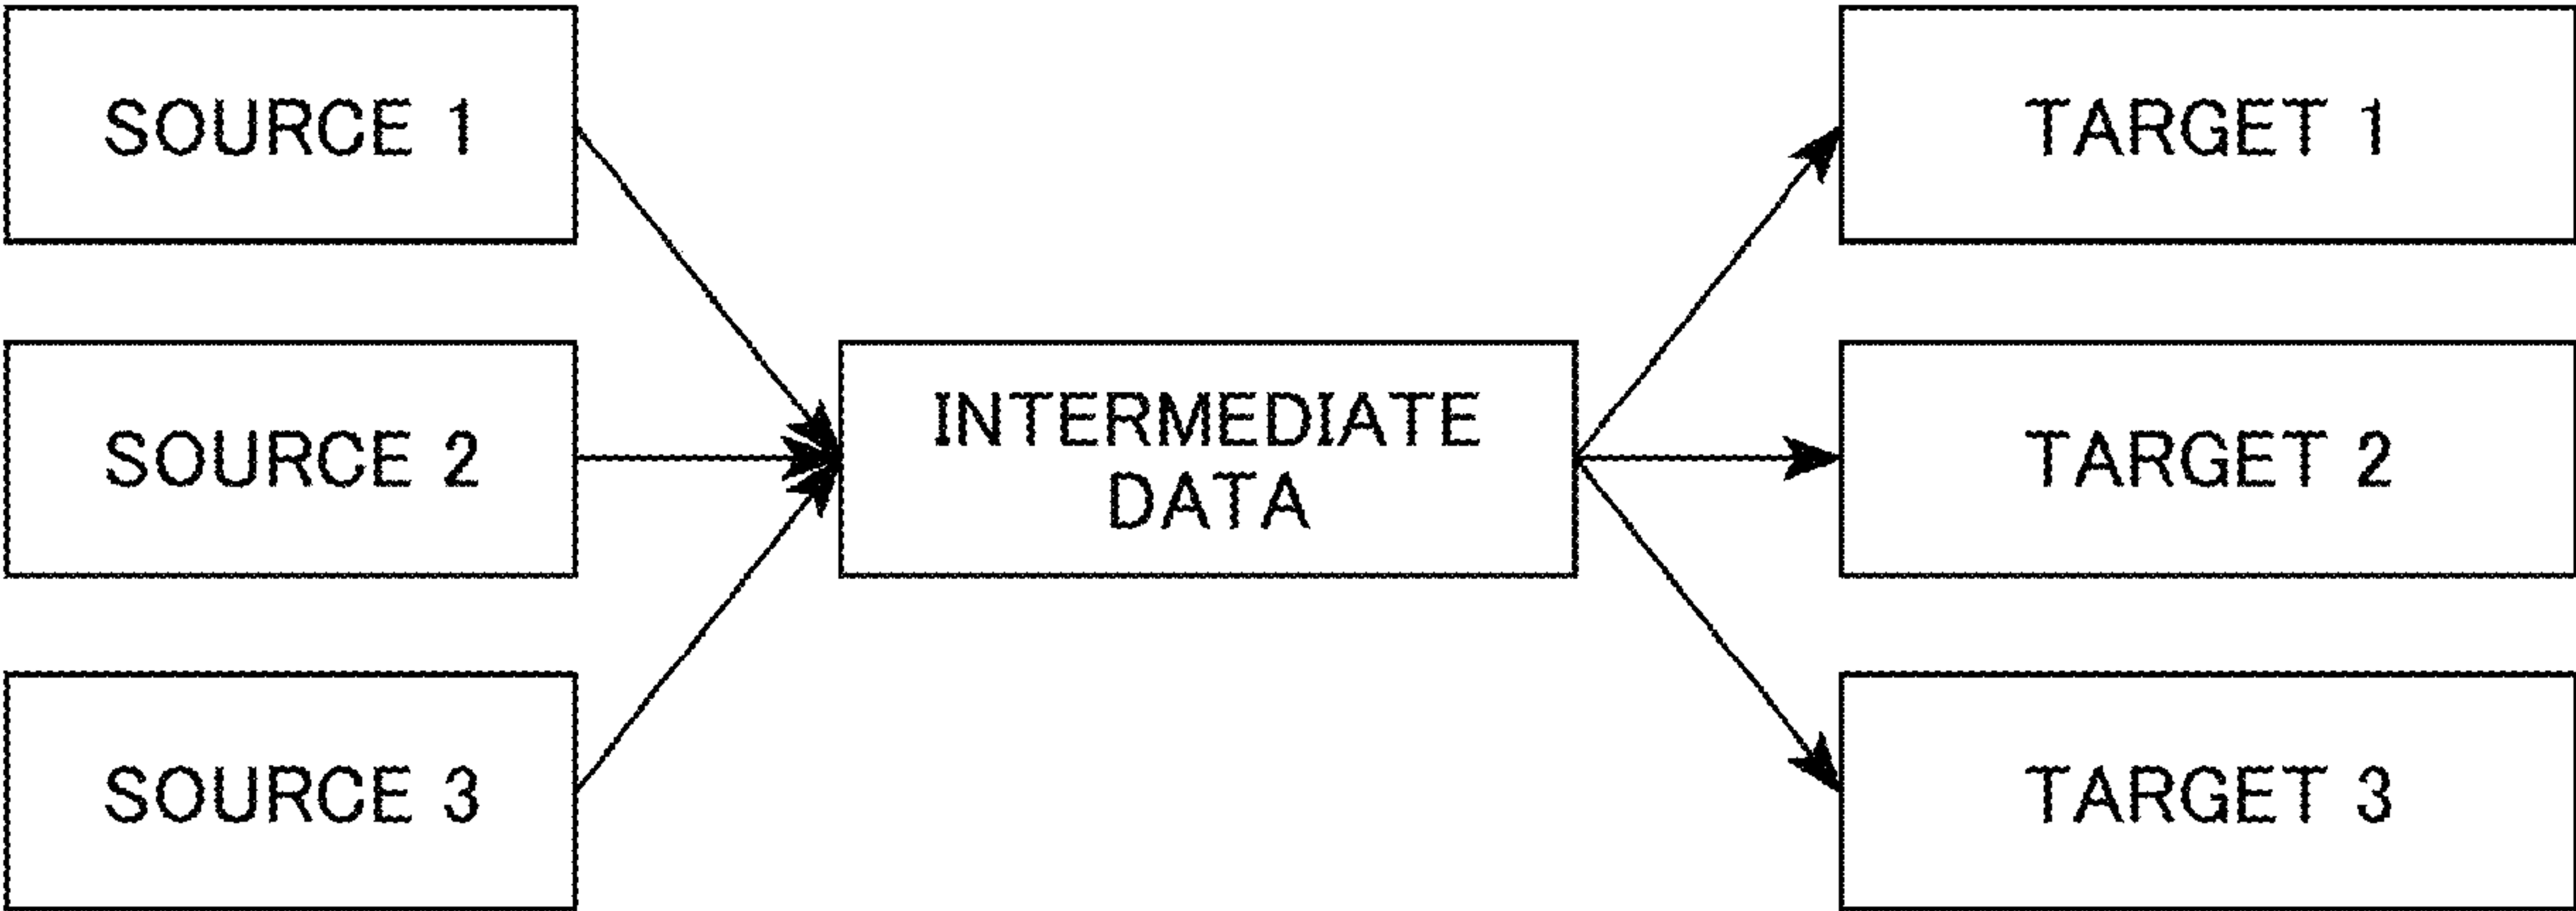 SOURCE 1
TARGET 1
SOURCE 2
INTERMEDIATE
DATA
TARGET 2
SOURCE 3
TARGET 3